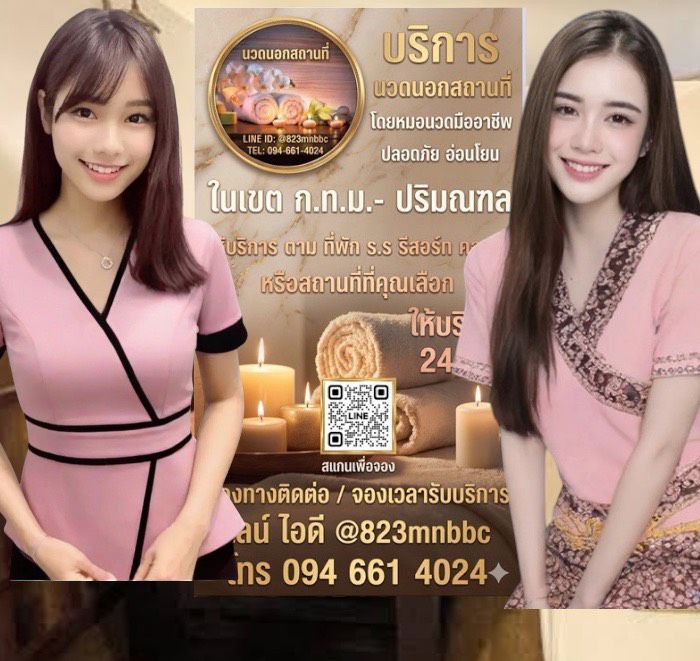 นวดนอกสถานที่
LINE ID: @823mnbbc
TEL: 094-661-4024
บริการ
นวดนอกสถานที่
โดยหมอนวดมืออาชีพ
ปลอดภัย อ่อนโยน
ในเขต ก.ท.ม.- ปริมณฑล
ตาม ที่พัก ร.ร รีสอร์ท
หรือสถานที่ที่คุณเลือก
24
LINE
สแกนเพื่อจอง
/ จองเวลารับบริการ
ไอดี @823mnbbc
094 661 4024